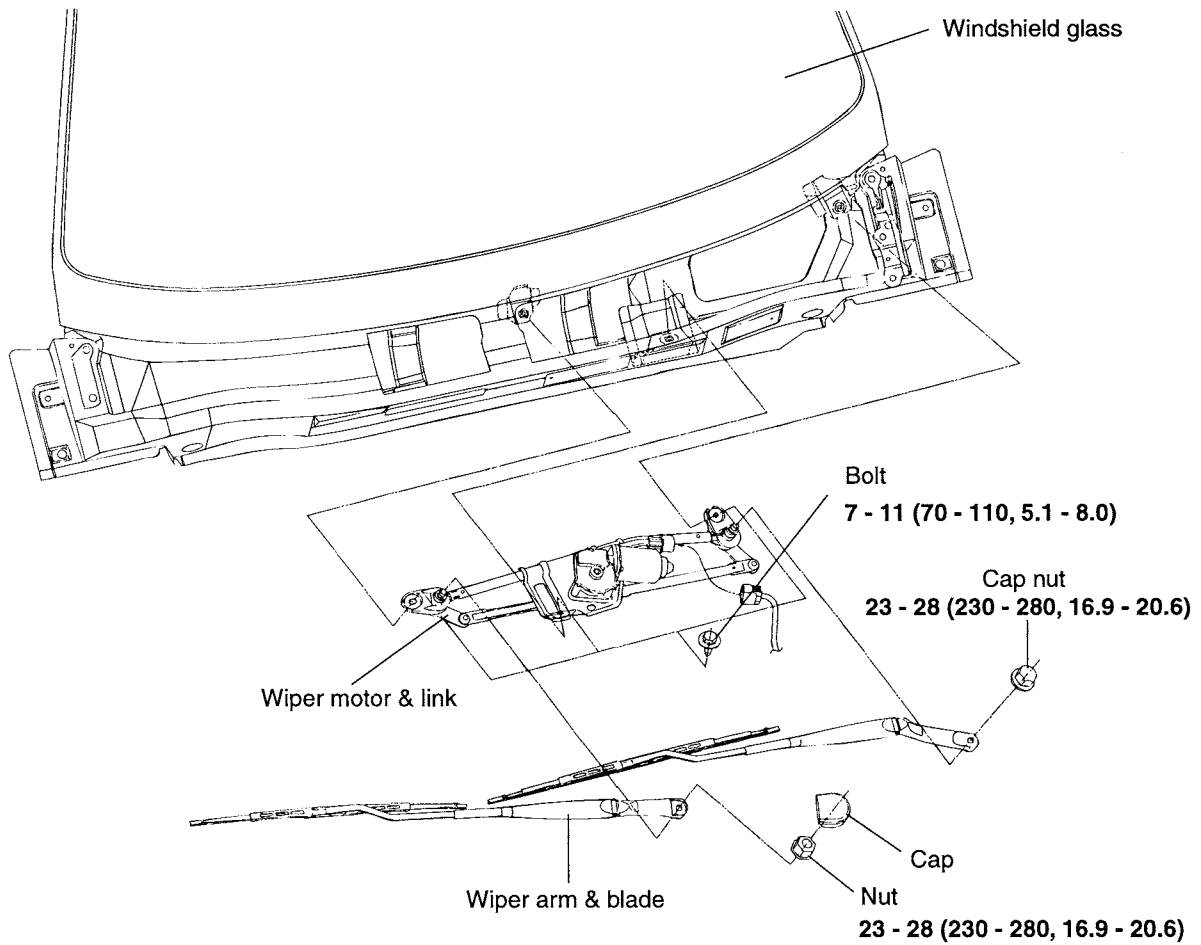 Windshield glass
Bolt
7 - 11 (70 - 110, 5.1 - 8.0)
Cap nut
23 - 28 (230 - 280, 16.9 - 20.6)
Wiper motor & link
Cap
Wiper arm & blade
Nut
23 - 28 (230 - 280, 16.9 - 20.6)